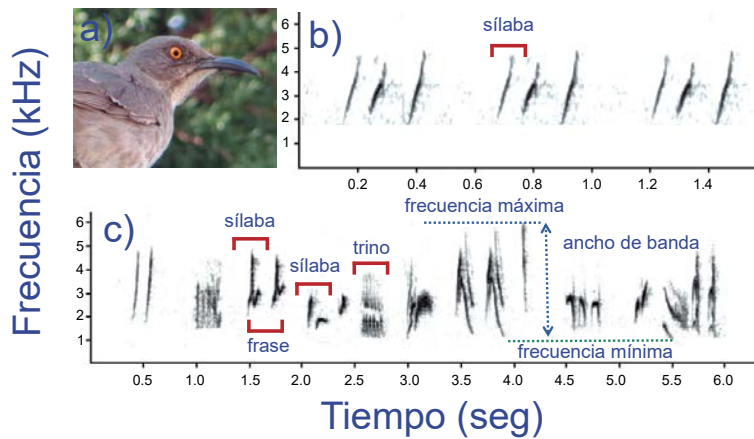 Frecuencia (kHz)
a)
b)
sílaba
6
5
4
3
2
1
0.2 0.4 0.6 0.8 1.0 1.2 1.4
c)
frecuencia máxima
sílaba
sílaba
trino
ancho de banda
6
5
4
3
2
1
frase
frecuencia mínima
0.5 1.0 1.5 2.0 2.5 3.0 3.5 4.0 4.5 5.0 5.5 6.0
Tiempo (seg)